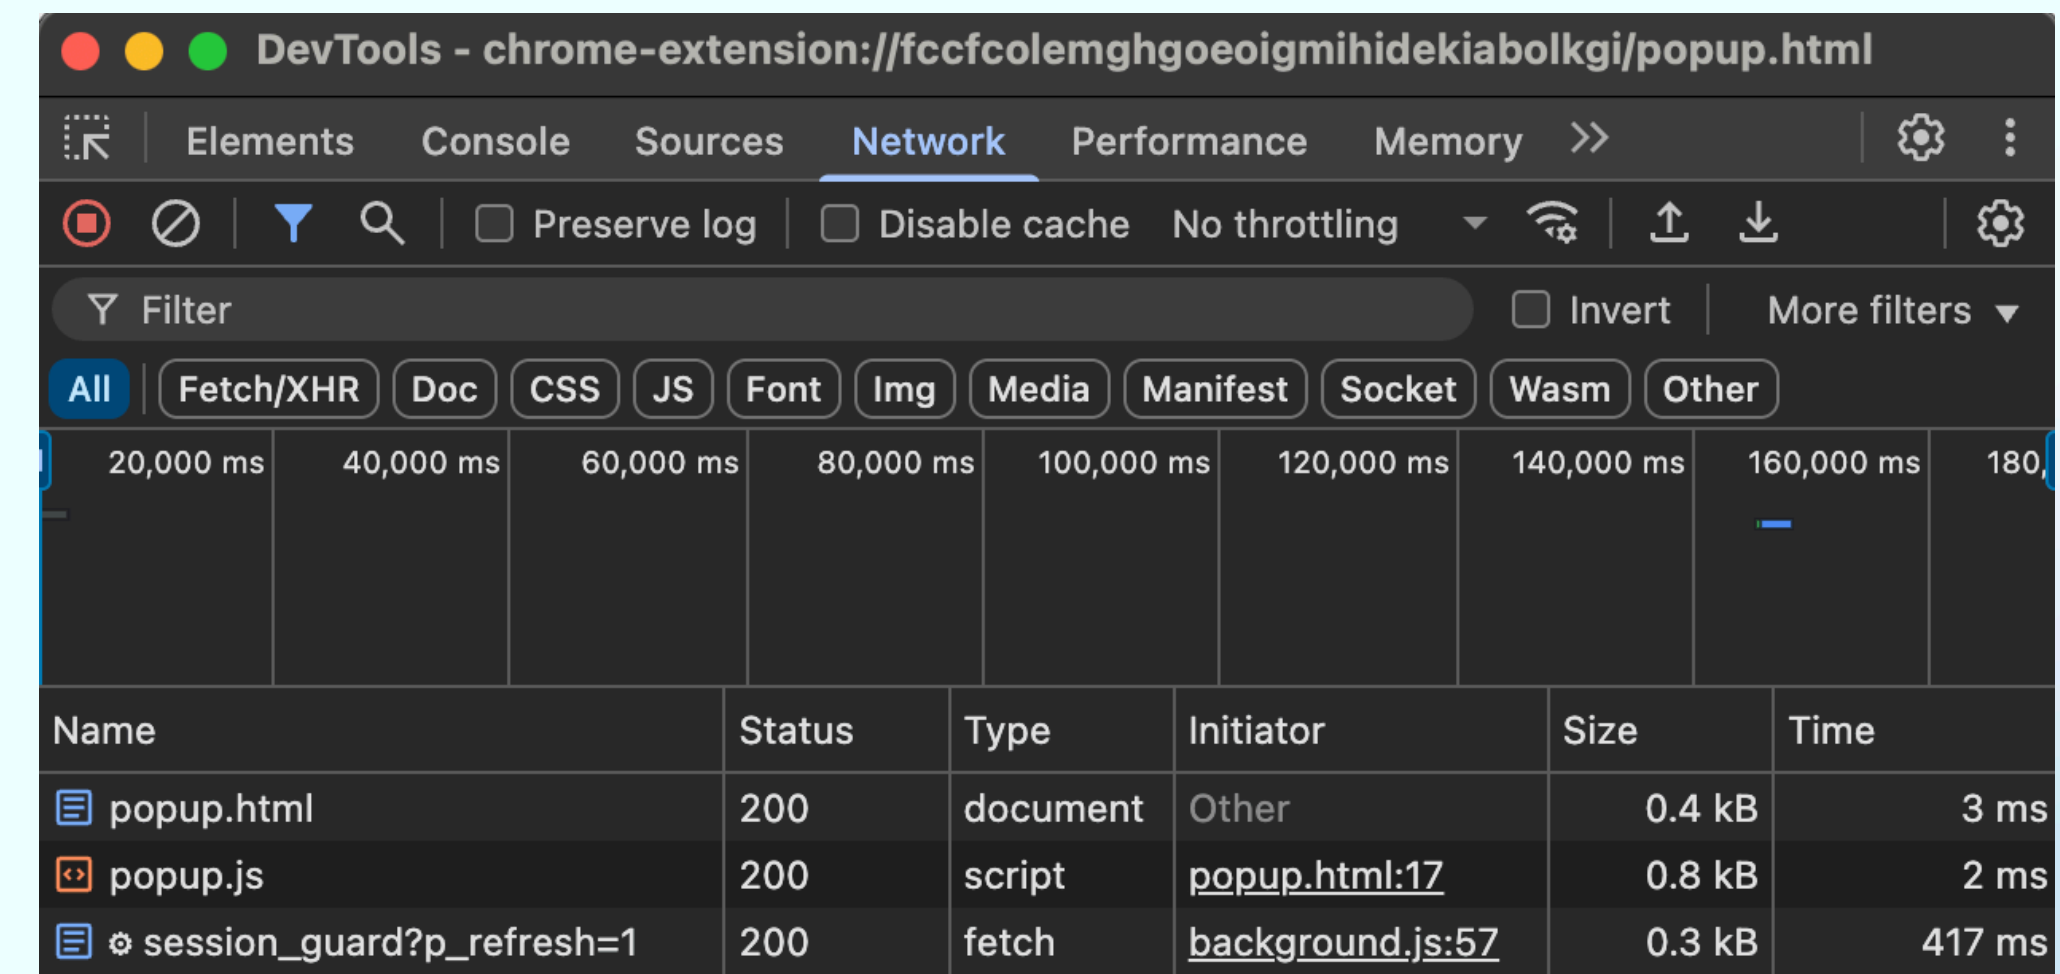 DevTools - chrome-extension://fccfcolemghgoeoigmihidekiabolkgi/popup.html
Elements Console Sources Network Performance Memory
Preserve log Disable cache No throttling
Filter Invert More filters
All Fetch/XHR Doc CSS JS Font Img Media Manifest Socket Wasm Other
20,000 ms 40,000 ms 60,000 ms 80,000 ms 100,000 ms 120,000 ms 140,000 ms 160,000 ms 180,
Name Status Type Initiator Size Time
popup.html 200 document Other 0.4 kB 3 ms
popup.js 200 script popup.html:17 0.8 kB 2 ms
session_guard?p_refresh=1 200 fetch background.js:57 0.3 kB 417 ms